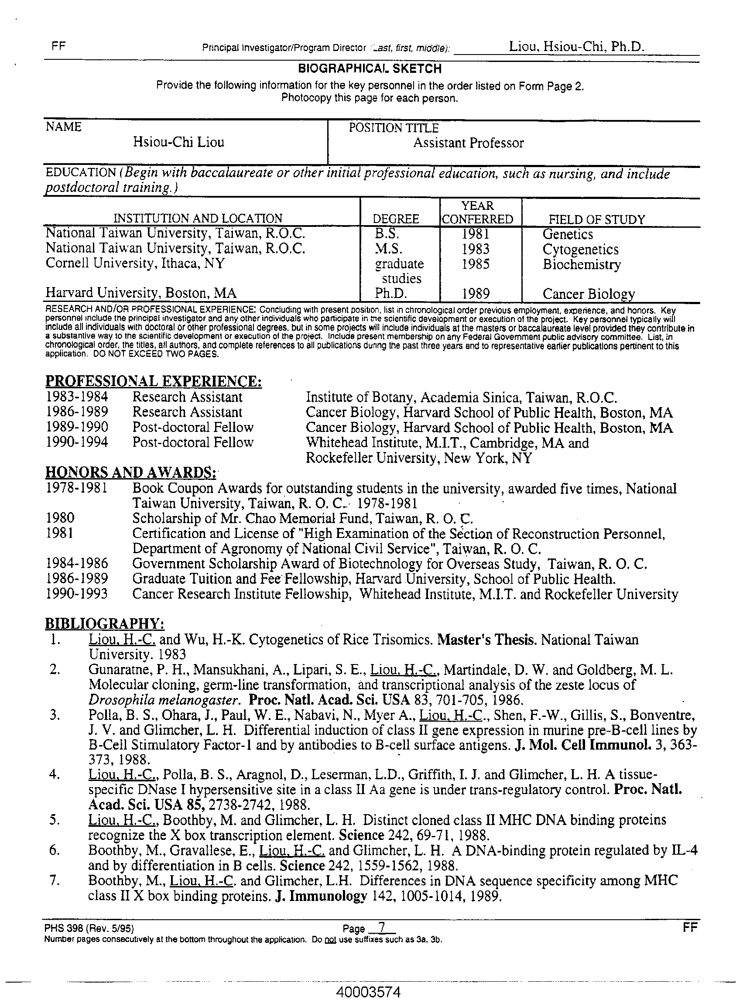 FF Principal Investigator/Program Director (Last, first, middle): Liou, Hsiou-Chi, Ph.D.
BIOGRAPHICAL SKETCH
Provide the following information for the key personnel in the order listed on Form Page 2.
Photocopy this page for each person.
NAME POSITION TITLE
Hsiou-Chi Liou Assistant Professor
EDUCATION (Begin with baccalaureate or other initial professional education, such as nursing, and include
postdoctoral training.)
YEAR
INSTITUTION AND LOCATION DEGREE CONFERRED FIELD OF STUDY
National Taiwan University, Taiwan, R.O.C. B.S. 1981 Genetics
National Taiwan University, Taiwan, R.O.C. M.S. 1983 Cytogenetics
Cornell University, Ithaca, NY graduate 1985 Biochemistry
studies
Harvard University, Boston, MA Ph.D. 1989 Cancer Biology
RESEARCH AND/OR PROFESSIONAL EXPERIENCE: Concluding with present position, list in chronological order previous employment, experience, and honors. Key
personnel include the principal investigator and any other individuals who participate in the scientific development or execution of the project. Key personnel typically will
include all individuals with doctoral or other professional degrees, but in some projects will include individuals at the masters or baccalaureate level provided they contribute in
a substantive way to the scientific development or execution of the project. Include present membership on any Federal Government public advisory committee. List, in
chronological order, the titles, all authors, and complete references to all publications during the past three years and to representative earlier publications pertinent to this
application. DO NOT EXCEED TWO PAGES.
PROFESSIONAL EXPERIENCE:
1983-1984 Research Assistant Institute of Botany, Academia Sinica, Taiwan, R.O.C.
1986-1989 Research Assistant Cancer Biology, Harvard School of Public Health, Boston, MA
1989-1990 Post-doctoral Fellow Cancer Biology, Harvard School of Public Health, Boston, MA
1990-1994 Post-doctoral Fellow Whitehead Institute, M.I.T., Cambridge, MA and
Rockefeller University, New York, NY
HONORS AND AWARDS:
1978-1981 Book Coupon Awards for outstanding students in the university, awarded five times, National
Taiwan University, Taiwan, R. O. C. 1978-1981
1980 Scholarship of Mr. Chao Memorial Fund, Taiwan, R. O. C.
1981 Certification and License of "High Examination of the Section of Reconstruction Personnel,
Department of Agronomy of National Civil Service", Taiwan, R. O. C.
1984-1986 Government Scholarship Award of Biotechnology for Overseas Study, Taiwan, R. O. C.
1986-1989 Graduate Tuition and Fee Fellowship, Harvard University, School of Public Health.
1990-1993 Cancer Research Institute Fellowship, Whitehead Institute, M.I.T. and Rockefeller University
BIBLIOGRAPHY:
1. Liou, H.-C. and Wu, H.-K. Cytogenetics of Rice Trisomics. Master's Thesis. National Taiwan
University. 1983
2. Gunaratne, P. H., Mansukhani, A., Lipari, S. E., Liou, H.-C., Martindale, D. W. and Goldberg, M. L.
Molecular cloning, germ-line transformation, and transcriptional analysis of the zeste locus of
Drosophila melanogaster. Proc. Natl. Acad. Sci. USA 83, 701-705, 1986.
3. Polla, B. S., Ohara, J., Paul, W. E., Nabavi, N., Myer A., Liou, H.-C., Shen, F.-W., Gillis, S., Bonventre,
J. V. and Glimcher, L. H. Differential induction of class II gene expression in murine pre-B-cell lines by
B-Cell Stimulatory Factor-1 and by antibodies to B-cell surface antigens. J. Mol. Cell Immunol. 3, 363-
373, 1988.
4. Liou, H.-C., Polla, B. S., Aragnol, D., Leserman, L.D., Griffith, I. J. and Glimcher, L. H. A tissue-
specific DNase I hypersensitive site in a class II Aa gene is under trans-regulatory control. Proc. Natl.
Acad. Sci. USA 85, 2738-2742, 1988.
5. Liou, H.-C., Boothby, M. and Glimcher, L. H. Distinct cloned class II MHC DNA binding proteins
recognize the X box transcription element. Science 242, 69-71, 1988.
6. Boothby, M., Gravallese, E., Liou, H.-C. and Glimcher, L. H. A DNA-binding protein regulated by IL-4
and by differentiation in B cells. Science 242, 1559-1562, 1988.
7. Boothby, M., Liou, H.-C. and Glimcher, L.H. Differences in DNA sequence specificity among MHC
class II X box binding proteins. J. Immunology 142, 1005-1014, 1989.
PHS 398 (Rev. 5/95) Page 7 FF
Number pages consecutively at the bottom throughout the application. Do not use suffixes such as 3a, 3b.
40003574